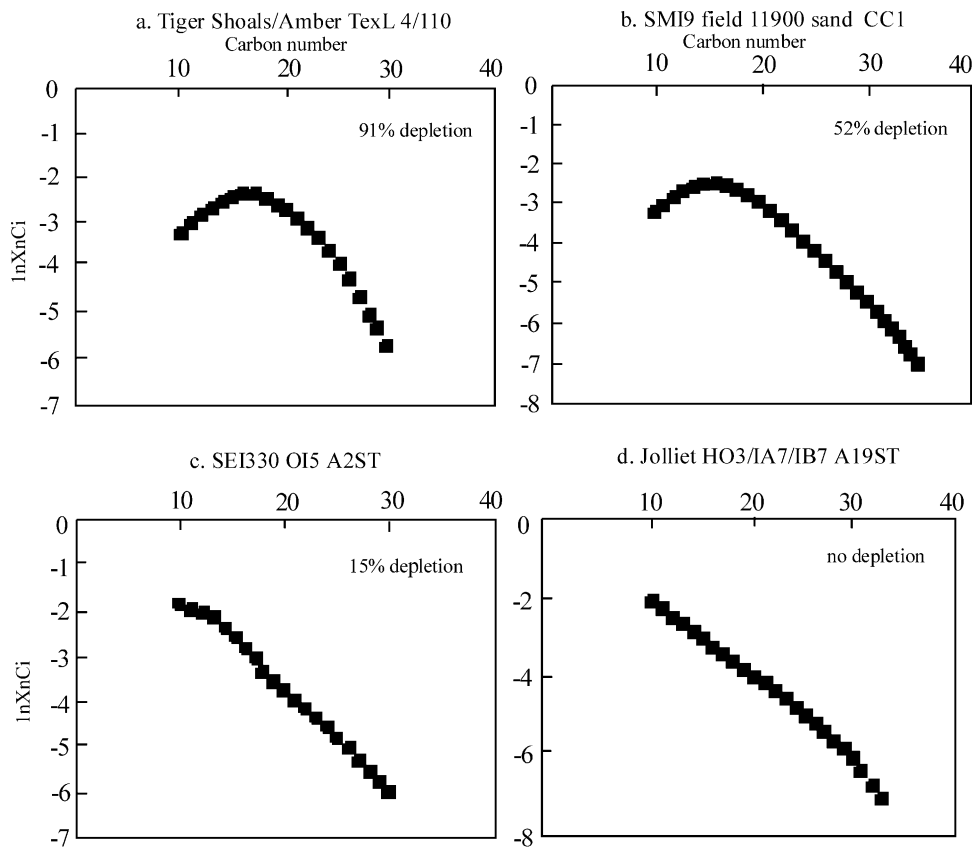 a. Tiger Shoals/Amber TexL 4/110
Carbon number
10 20 30 40
0
-1
-2
-3
-4
-5
-6
-7
lnXnCi
91% depletion
b. SMI9 field 11900 sand CC1
Carbon number
10 20 30 40
0
-1
-2
-3
-4
-5
-6
-7
-8
52% depletion
c. SEI330 OI5 A2ST
10 20 30 40
0
-1
-2
-3
-4
-5
-6
-7
lnXnCi
15% depletion
d. Jolliet HO3/IA7/IB7 A19ST
10 20 30 40
0
-2
-4
-6
-8
no depletion